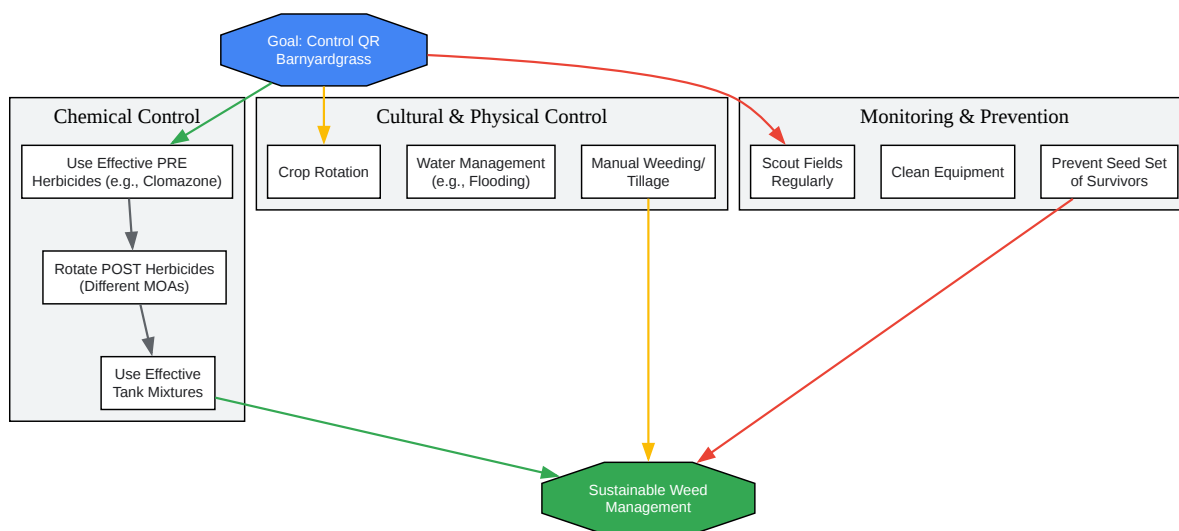 Goal: Control QR
Barnyardgrass
Chemical Control
Use Effective PRE
Herbicides (e.g., Clomazone)
Rotate POST Herbicides
(Different MOAs)
Use Effective
Tank Mixtures
Cultural & Physical Control
Crop Rotation
Water Management
(e.g., Flooding)
Manual Weeding/
Tillage
Monitoring & Prevention
Scout Fields
Regularly
Clean Equipment
Prevent Seed Set
of Survivors
Sustainable Weed
Management